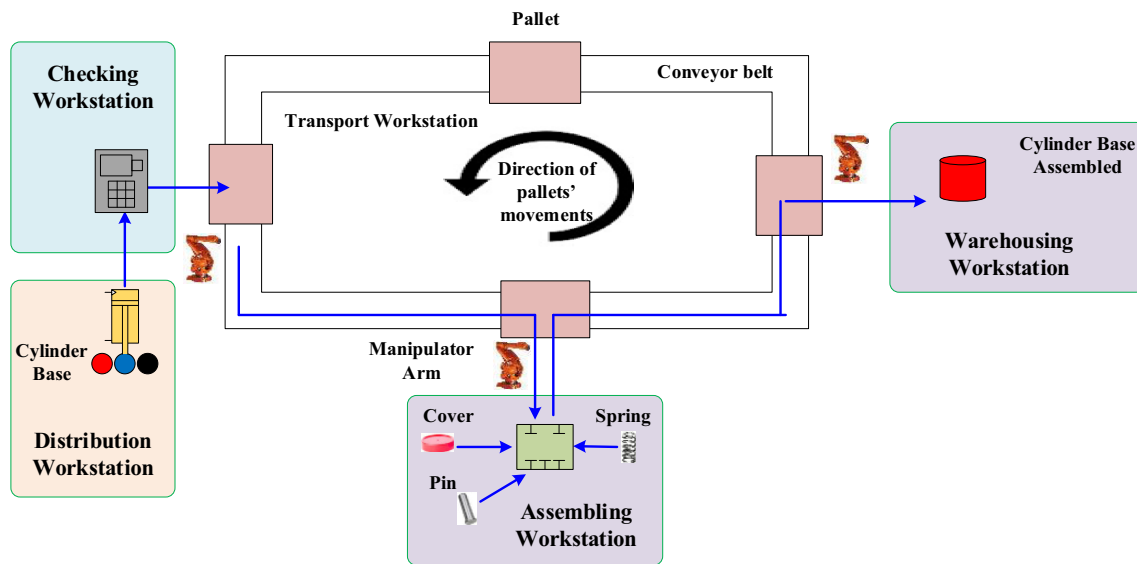 Pallet
Checking
Workstation
Conveyor belt
Transport Workstation
Direction of
pallets'
movements
Cylinder Base
Assembled
Warehousing
Workstation
Cylinder
Base
Distribution
Workstation
Manipulator
Arm
Cover
Spring
Pin
Assembling
Workstation